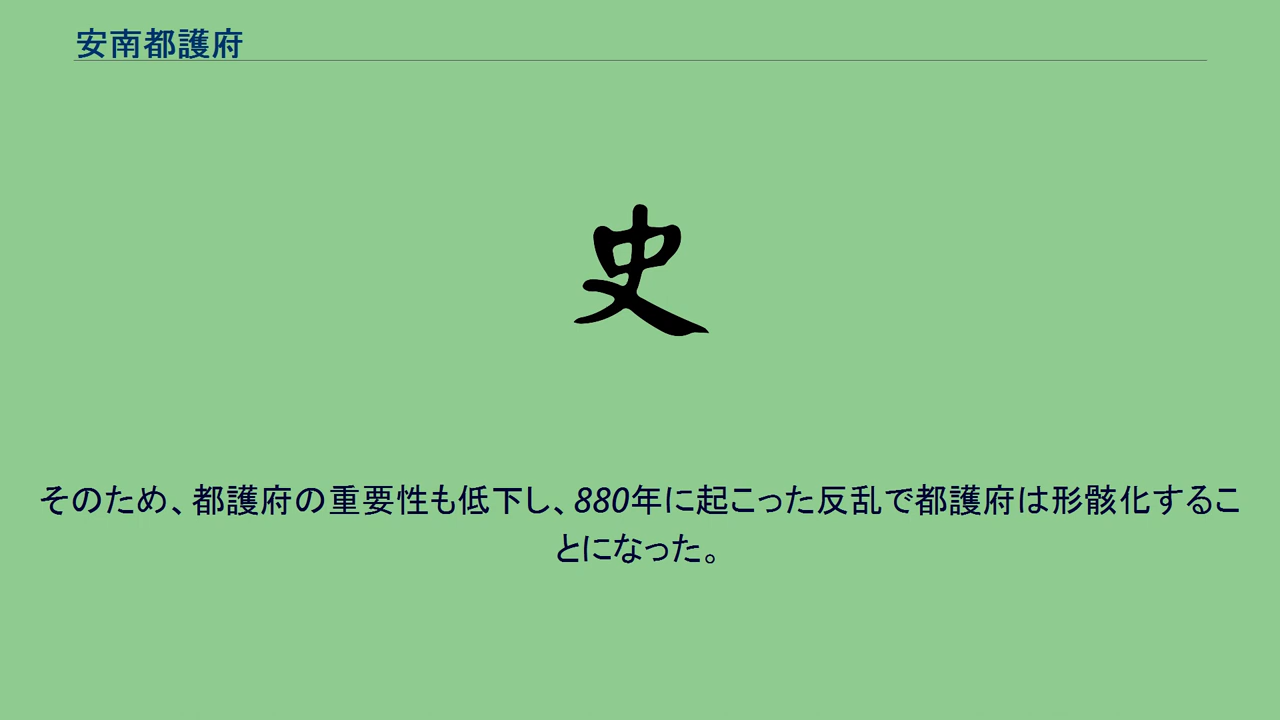 安南都護府
史
そのため、都護府の重要性も低下し、880年に起こった反乱で都護府は形骸化するこ
とになった。